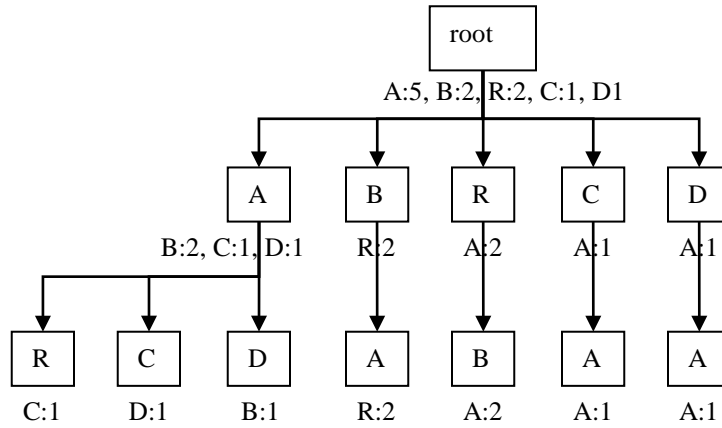 root
A:5, B:2, R:2, C:1, D1
A B R C D
B:2, C:1, D:1 R:2 A:2 A:1 A:1
R C D A B A A
C:1 D:1 B:1 R:2 A:2 A:1 A:1